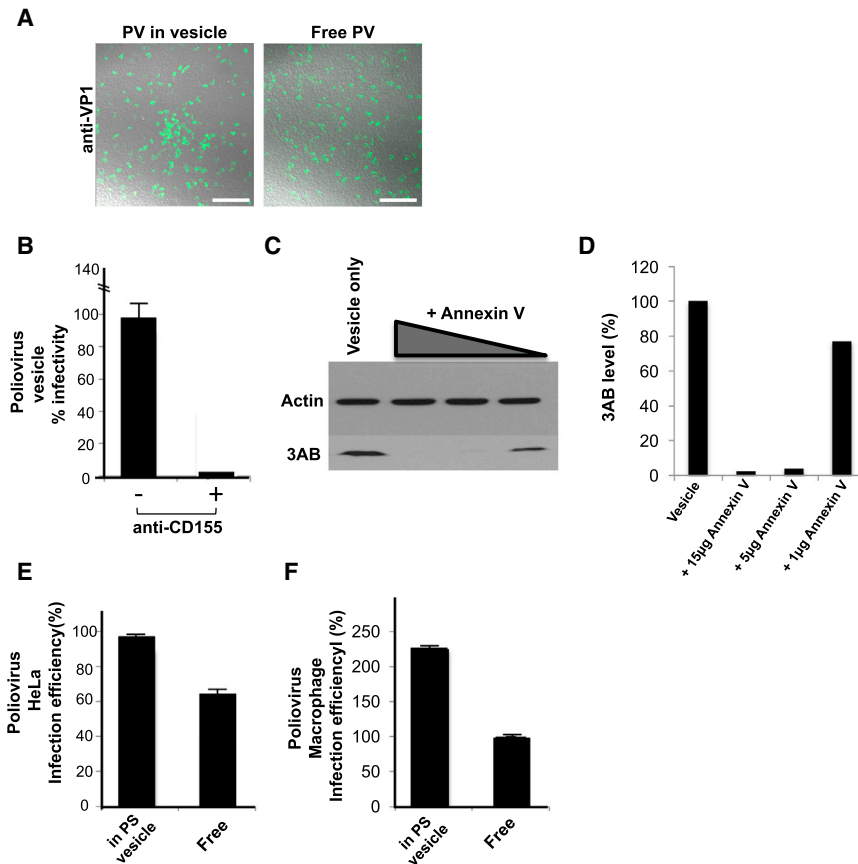 A
PV in vesicle
Free PV
anti-VP1
B
Poliovirus
vesicle
% infectivity
140
100
80
60
40
20
0
-
+
anti-CD155
C
Vesicle only
+ Annexin V
Actin
3AB
D
3AB level (%)
120
100
80
60
40
20
0
Vesicle
+ 15µg Annexin V
+ 5µg Annexin V
+ 1µg Annexin V
E
Poliovirus
HeLa
Infection efficiency(%)
100
80
60
40
20
0
in PS
vesicle
Free
F
Poliovirus
Macrophage
Infection efficiencyI (%)
250
200
150
100
50
0
in PS
vesicle
Free